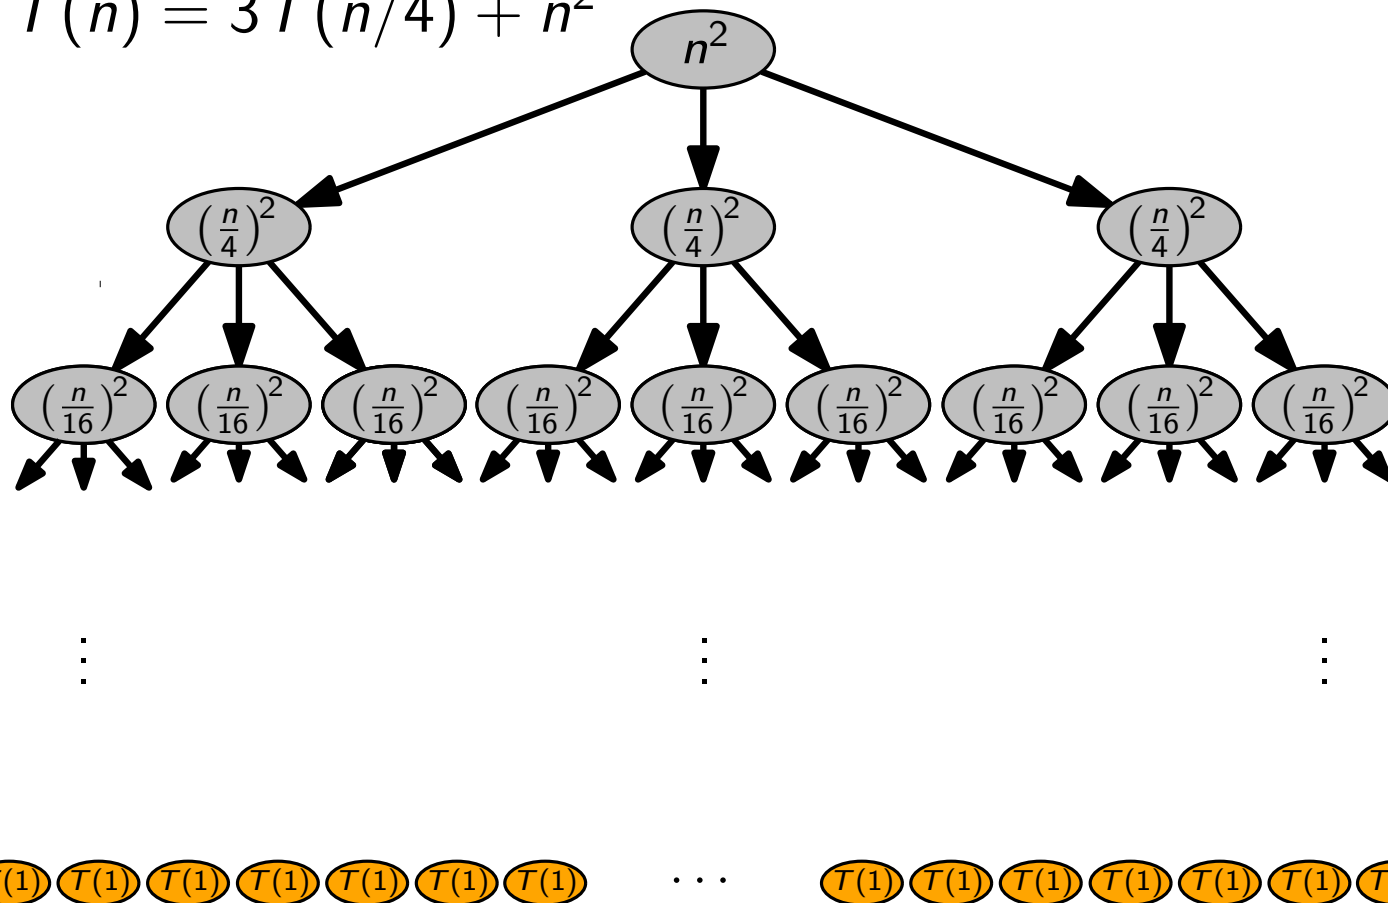 T(n) = 3T(n/4) + n²
n²
(n/4)² (n/4)² (n/4)²
(n/16)² (n/16)² (n/16)² (n/16)² (n/16)² (n/16)² (n/16)² (n/16)² (n/16)²
⋮ ⋮ ⋮
T(1) T(1) T(1) T(1) T(1) T(1) T(1) ⋯ T(1) T(1) T(1) T(1) T(1) T(1) T